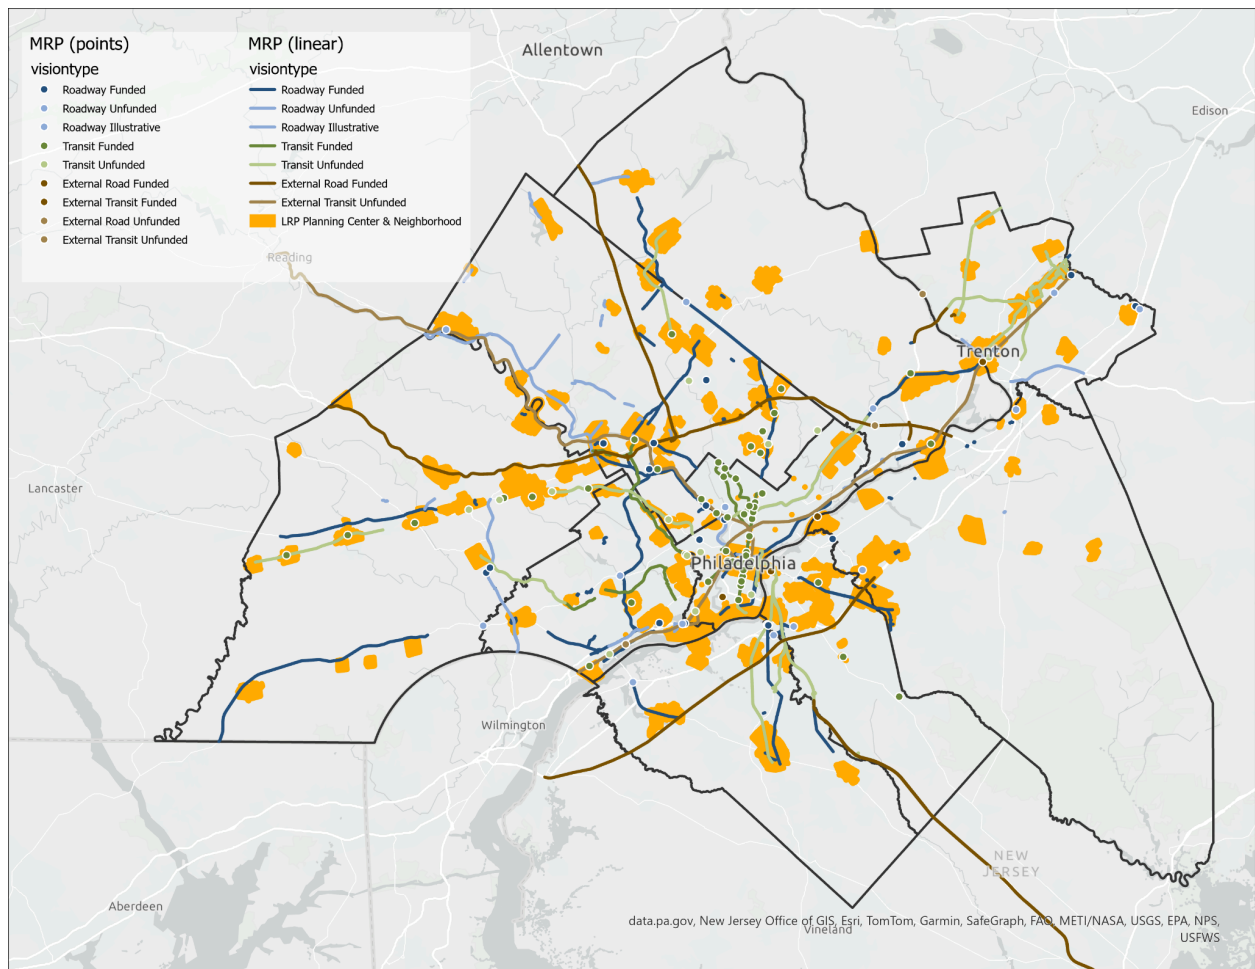 Allentown
MRP (points)
visiontype
Roadway Funded
Roadway Unfunded
Roadway Illustrative
Transit Funded
Transit Unfunded
External Road Funded
External Transit Funded
External Road Unfunded
External Transit Unfunded
MRP (linear)
visiontype
Roadway Funded
Roadway Unfunded
Roadway Illustrative
Transit Funded
Transit Unfunded
External Road Funded
External Transit Unfunded
LRP Planning Center & Neighborhood
Edison
Reading
Trenton
Lancaster
Philadelphia
Wilmington
NEW
JERSEY
Aberdeen
data.pa.gov, New Jersey Office of GIS, Esri, TomTom, Garmin, SafeGraph, FAO, METI/NASA, USGS, EPA, NPS,
USFWS
Vineland